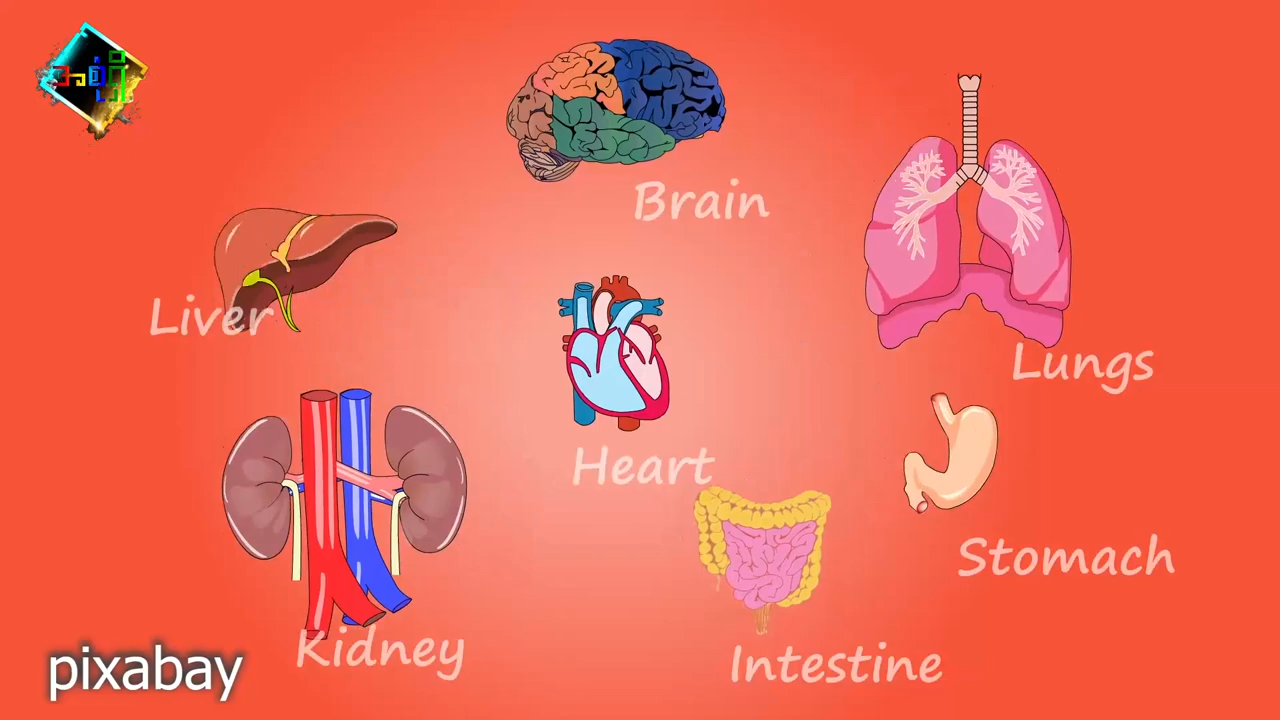 Brain
Liver
Lungs
Heart
Stomach
Kidney
Intestine
pixabay